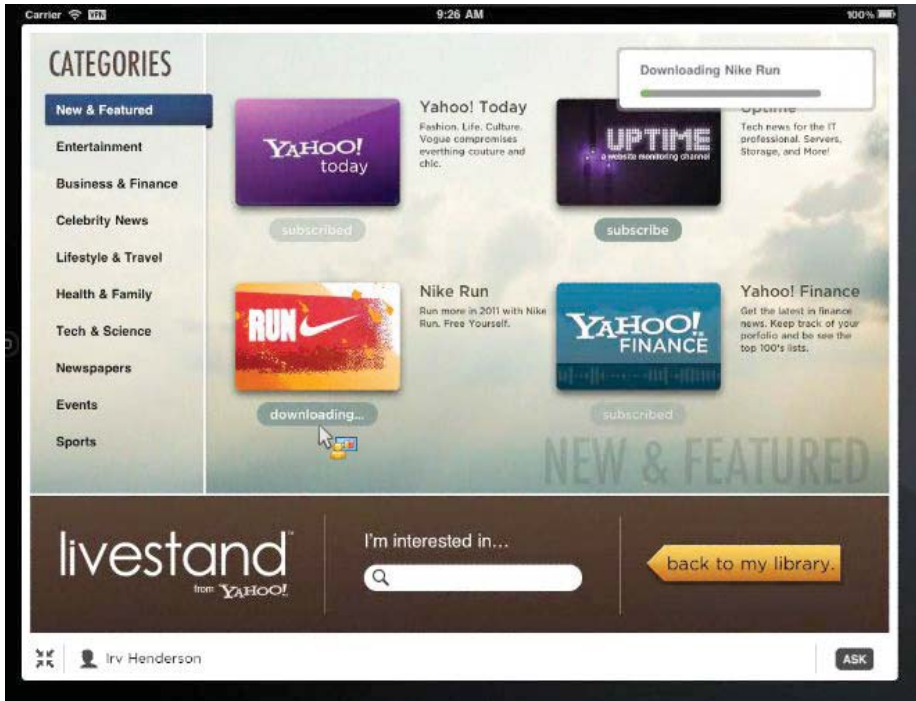 Carrier VPN 9:26 AM 100%
CATEGORIES
New & Featured
Entertainment
Business & Finance
Celebrity News
Lifestyle & Travel
Health & Family
Tech & Science
Newspapers
Events
Sports
Downloading Nike Run
YAHOO!
today
Yahoo! Today
Fashion. Life. Culture.
Vogue compromises
everthing couture and
chic.
subscribed
UPTIME
a website monitoring channel
Uptime
Tech news for the IT
professional. Servers,
Storage, and More!
subscribe
RUN
Nike Run
Run more in 2011 with Nike
Run. Free Yourself.
downloading...
YAHOO!
FINANCE
Yahoo! Finance
Get the latest in finance
news. Keep track of your
porfolio and be see the
top 100's lists.
subscribed
NEW & FEATURED
livestand™
from YAHOO!
I'm interested in...
back to my library.
Irv Henderson
ASK